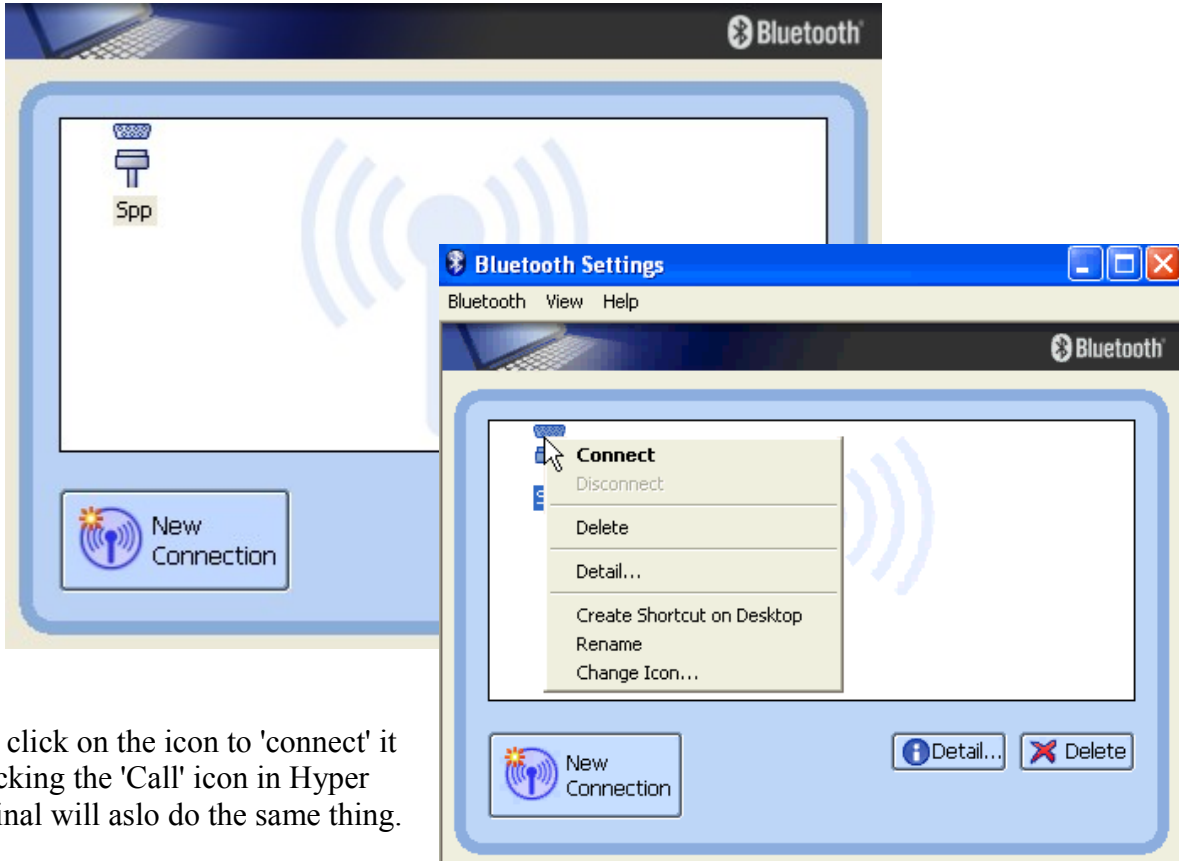 Bluetooth
Spp
New
Connection
Bluetooth Settings
Bluetooth View Help
Bluetooth
Connect
Disconnect
Delete
Detail...
Create Shortcut on Desktop
Rename
Change Icon...
New
Connection
Detail... Delete
click on the icon to 'connect' it
cking the 'Call' icon in Hyper
inal will aslo do the same thing.